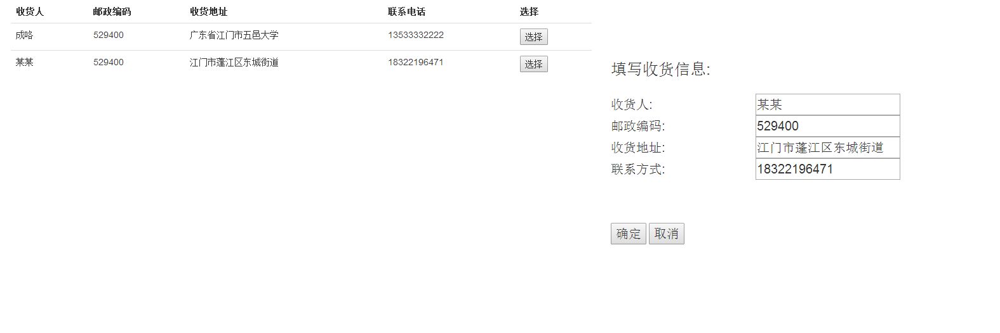 收货人 邮政编码 收货地址 联系电话 选择
成咯 529400 广东省江门市五邑大学 13533332222 选择
某某 529400 江门市蓬江区东城街道 18322196471 选择
填写收货信息:
收货人: 某某
邮政编码: 529400
收货地址: 江门市蓬江区东城街道
联系方式: 18322196471
确定 取消